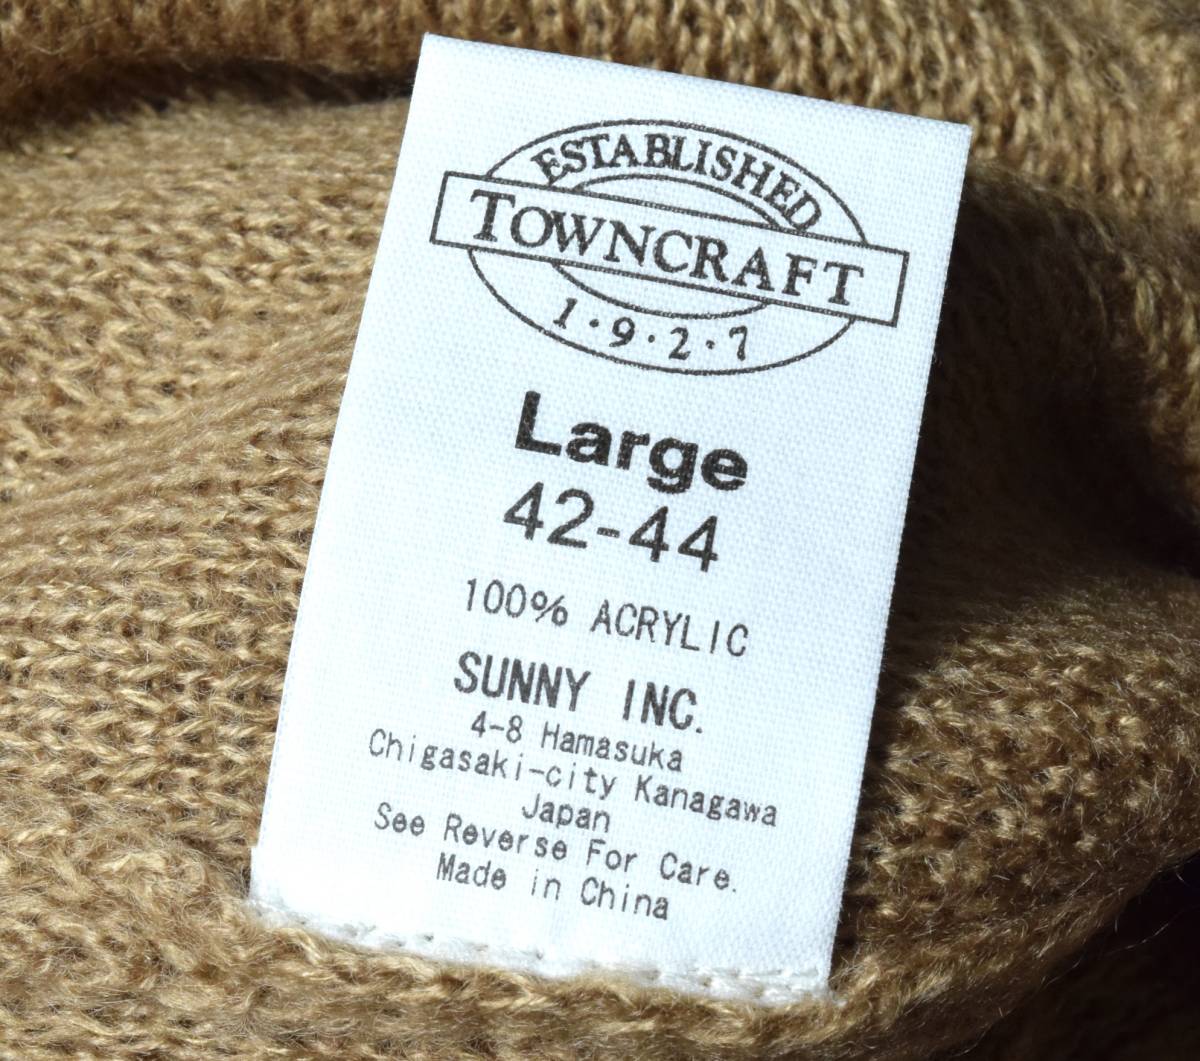 ESTABLISHED
TOWNCRAFT
1·9·2·7
Large
42-44
100% ACRYLIC
SUNNY INC.
4-8 Hamasuka
Chigasaki-city Kanagawa
Japan
See Reverse For Care.
Made in China